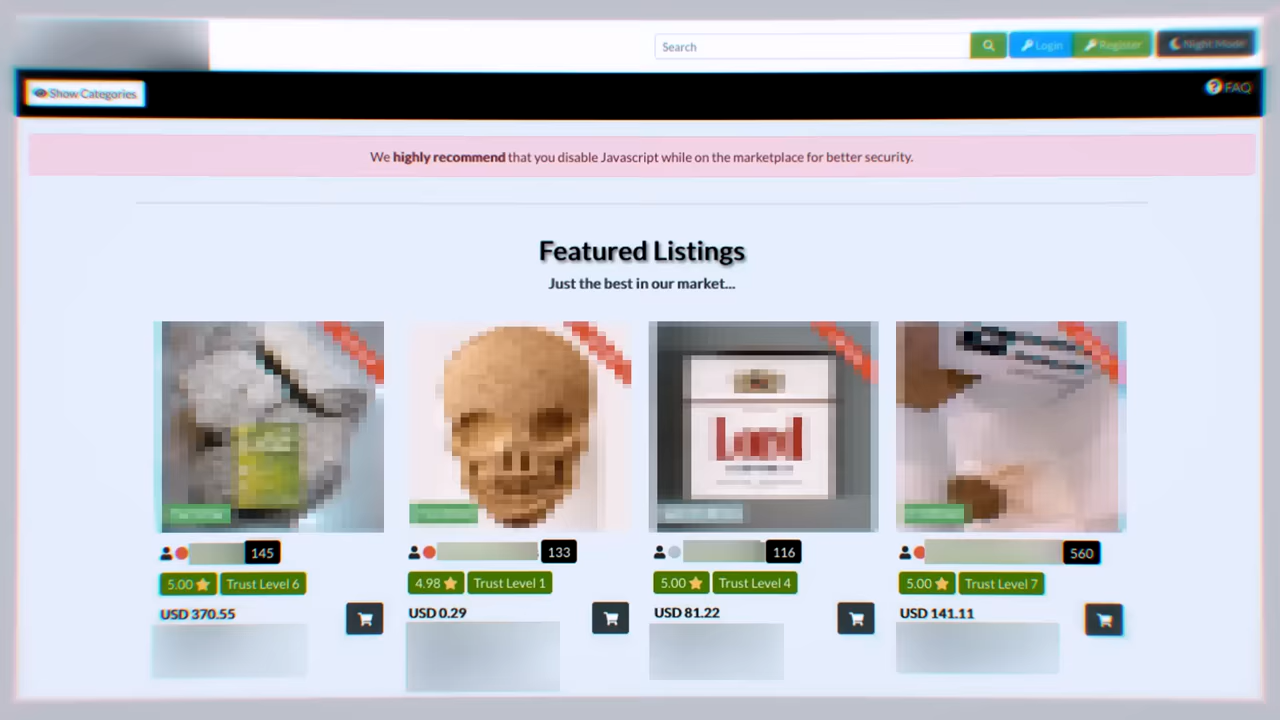 Search
Login
Register
Night Mode
Show Categories
FAQ
We highly recommend that you disable Javascript while on the marketplace for better security.
Featured Listings
Just the best in our market...
145
133
116
560
5.00 Trust Level 6
4.98 Trust Level 1
5.00 Trust Level 4
5.00 Trust Level 7
USD 370.55
USD 0.29
USD 81.22
USD 141.11